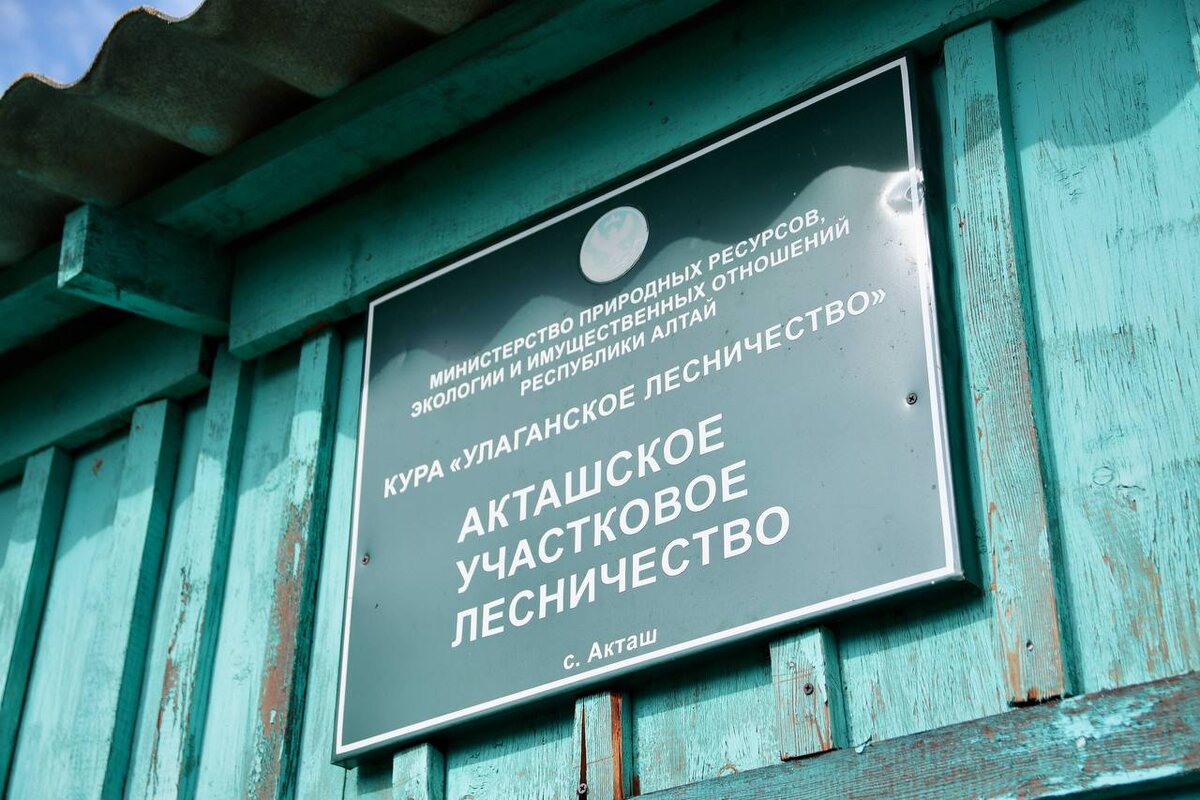 МИНИСТЕРСТВО ПРИРОДНЫХ РЕСУРСОВ,
ЭКОЛОГИИ И ИМУЩЕСТВЕННЫХ ОТНОШЕНИЙ
РЕСПУБЛИКИ АЛТАЙ
КУРА «УЛАГАНСКОЕ ЛЕСНИЧЕСТВО»
АКТАШСКОЕ
УЧАСТКОВОЕ
ЛЕСНИЧЕСТВО
с. Акташ